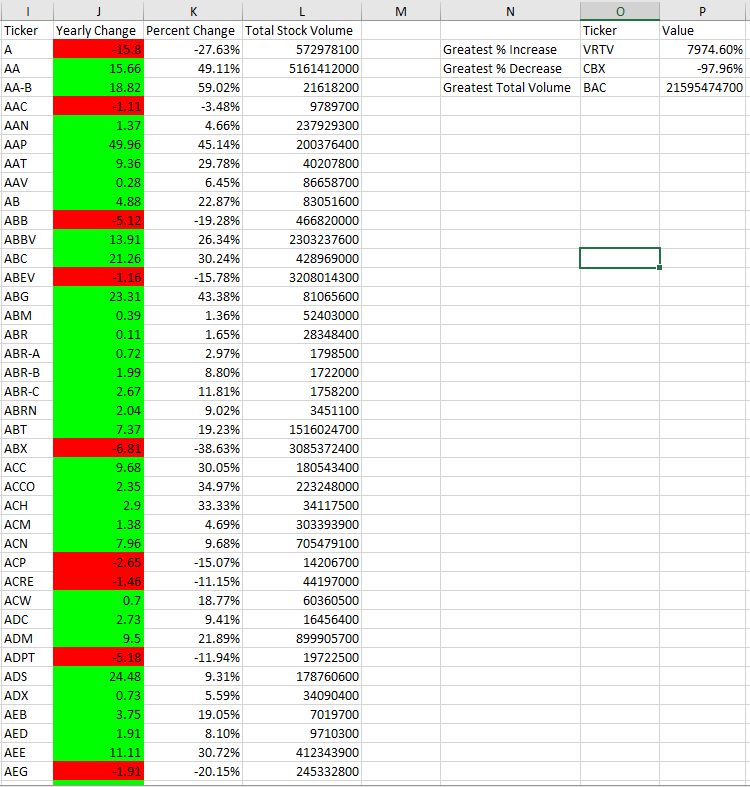 I J K L M N O P
Ticker Yearly Change Percent Change Total Stock Volume Ticker Value
A -15.8 -27.63% 572978100 Greatest % Increase VRTV 7974.60%
AA 15.66 49.11% 5161412000 Greatest % Decrease CBX -97.96%
AA-B 18.82 59.02% 21618200 Greatest Total Volume BAC 21595474700
AAC -1.11 -3.48% 9789700
AAN 1.37 4.66% 237929300
AAP 49.96 45.14% 200376400
AAT 9.36 29.78% 40207800
AAV 0.28 6.45% 86658700
AB 4.88 22.87% 83051600
ABB -5.12 -19.28% 466820000
ABBV 13.91 26.34% 2303237600
ABC 21.26 30.24% 428969000
ABEV -1.16 -15.78% 3208014300
ABG 23.31 43.38% 81065600
ABM 0.39 1.36% 52403000
ABR 0.11 1.65% 28348400
ABR-A 0.72 2.97% 1798500
ABR-B 1.99 8.80% 1722000
ABR-C 2.67 11.81% 1758200
ABRN 2.04 9.02% 3451100
ABT 7.37 19.23% 1516024700
ABX -6.81 -38.63% 3085372400
ACC 9.68 30.05% 180543400
ACCO 2.35 34.97% 223248000
ACH 2.9 33.33% 34117500
ACM 1.38 4.69% 303393900
ACN 7.96 9.68% 705479100
ACP -2.65 -15.07% 14206700
ACRE -1.46 -11.15% 44197000
ACW 0.7 18.77% 60360500
ADC 2.73 9.41% 16456400
ADM 9.5 21.89% 899905700
ADPT -5.18 -11.94% 19722500
ADS 24.48 9.31% 178760600
ADX 0.73 5.59% 34090400
AEB 3.75 19.05% 7019700
AED 1.91 8.10% 9710300
AEE 11.11 30.72% 412343900
AEG -1.91 -20.15% 245332800